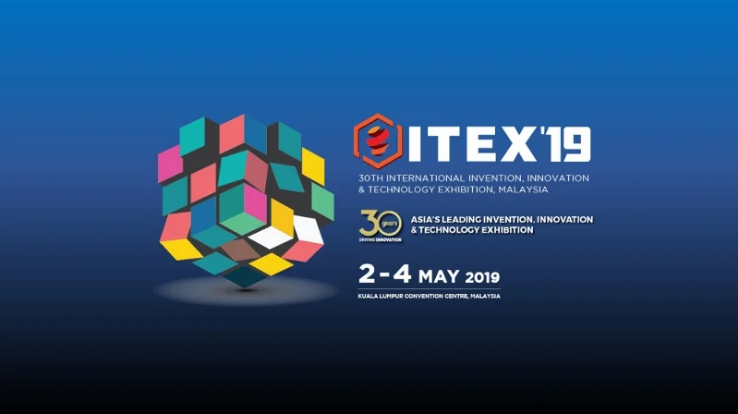 ITEX'19
30TH INTERNATIONAL INVENTION, INNOVATION
& TECHNOLOGY EXHIBITION, MALAYSIA
30 years
DRIVING INNOVATION
ASIA'S LEADING INVENTION, INNOVATION
& TECHNOLOGY EXHIBITION
2-4 MAY 2019
KUALA LUMPUR CONVENTION CENTRE, MALAYSIA